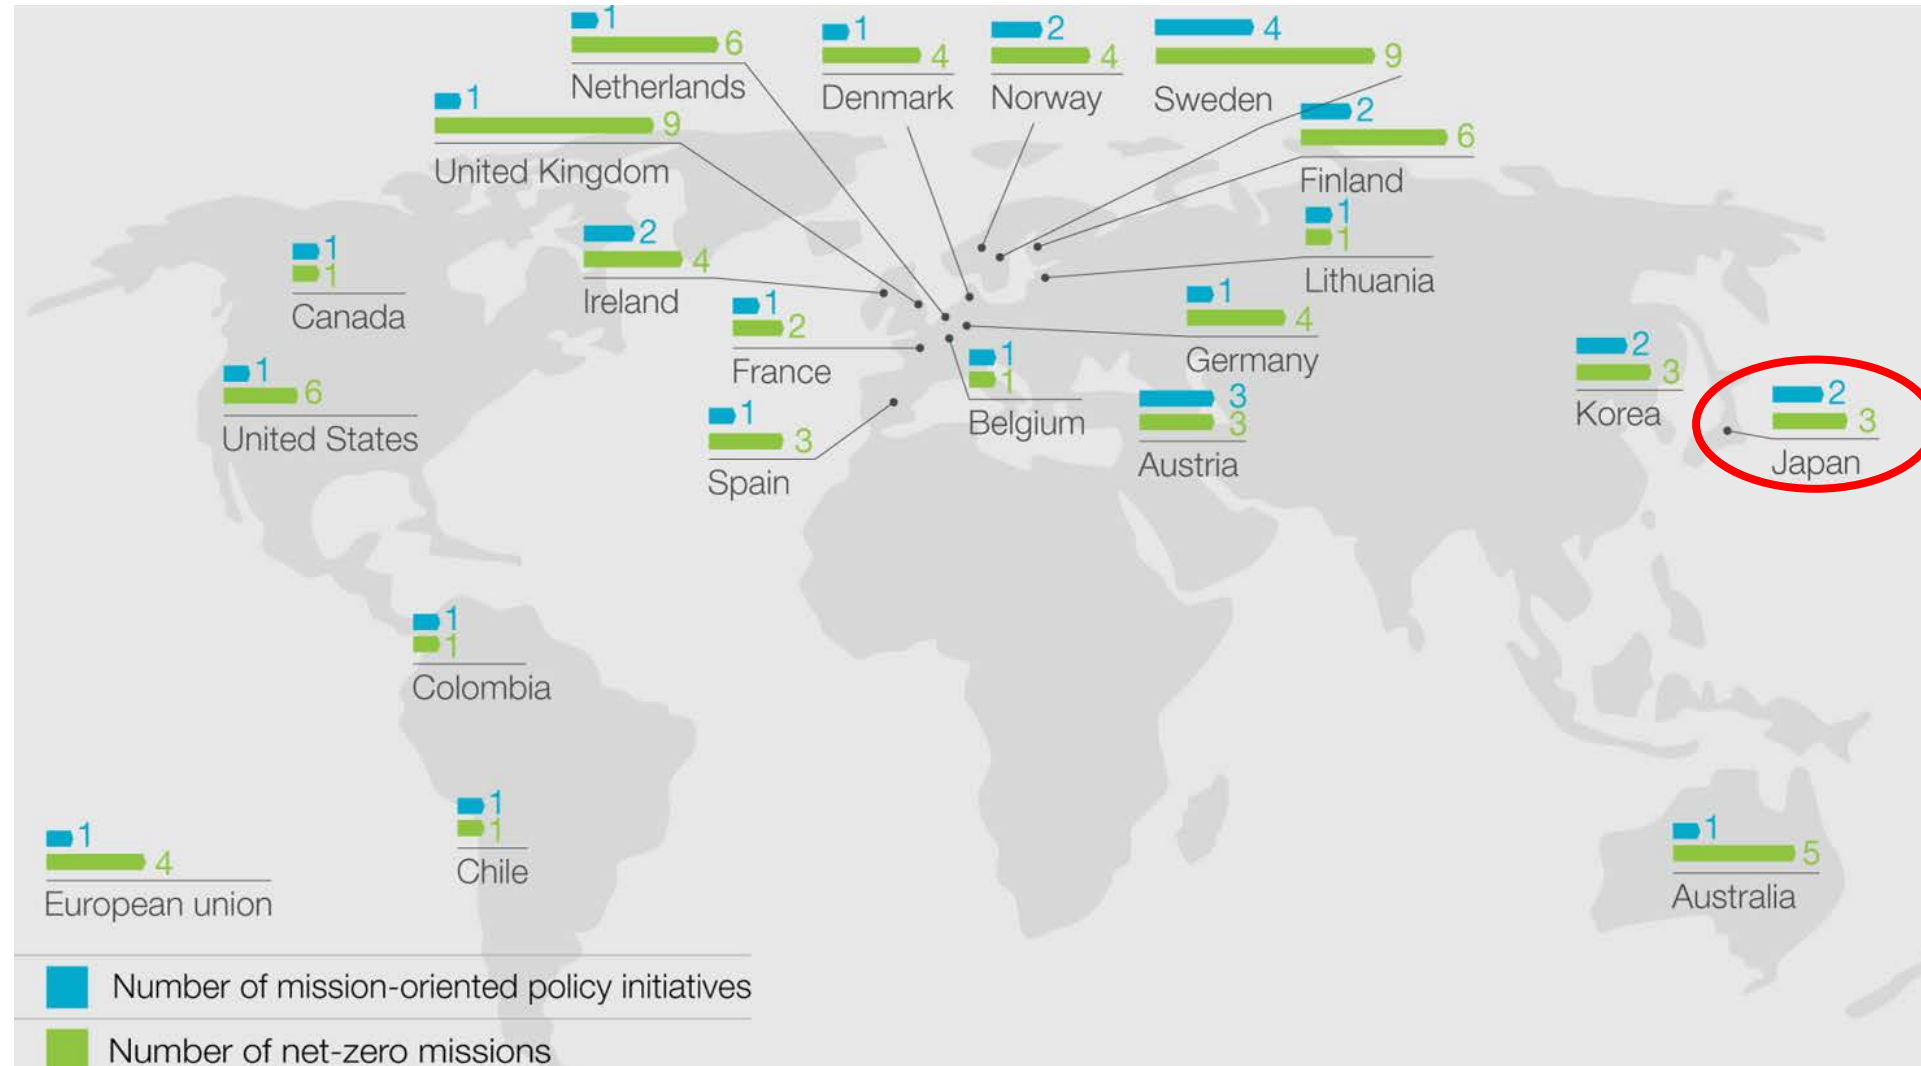 1
6
Netherlands
1
4
Denmark
2
4
Norway
4
9
Sweden
1
9
United Kingdom
2
6
Finland
1
1
Lithuania
1
1
Canada
2
4
Ireland
1
2
France
1
4
Germany
1
6
United States
1
3
Spain
1
1
Belgium
3
3
Austria
2
3
Korea
2
3
Japan
1
1
Colombia
1
1
Chile
1
4
European union
1
5
Australia
Number of mission-oriented policy initiatives
Number of net-zero missions